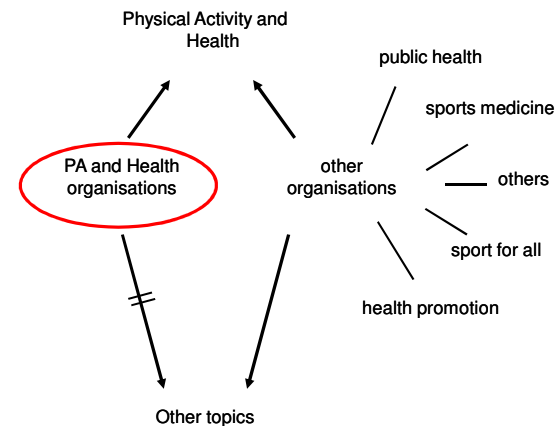 Physical Activity and
Health
public health
sports medicine
PA and Health
organisations
other
organisations
others
sport for all
health promotion
Other topics